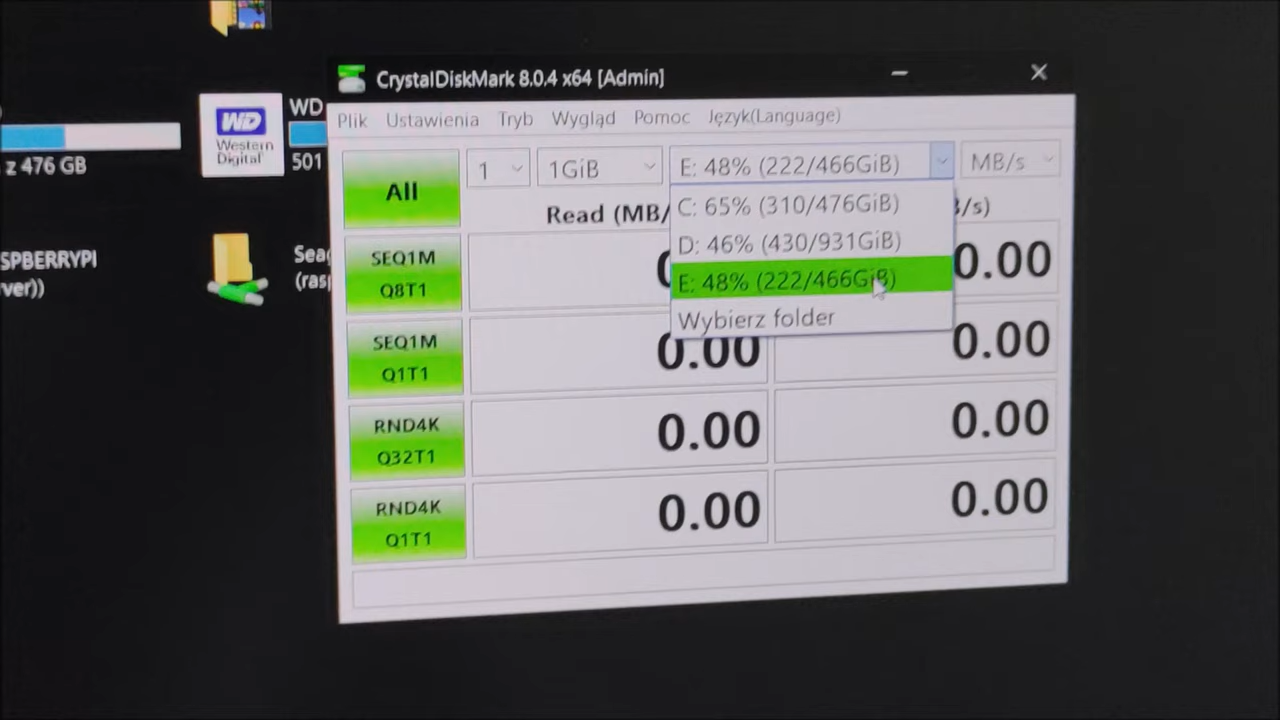 CrystalDiskMark 8.0.4 x64 [Admin]
Plik Ustawienia Tryb Wygląd Pomoc Język(Language)
WD
WD
Western
Digital
501
z 476 GB
All
1
1GiB
E: 48% (222/466GiB)
MB/s
C: 65% (310/476GiB)
D: 46% (430/931GiB)
E: 48% (222/466GiB)
Wybierz folder
Read (MB/
B/s)
SEQ1M
Q8T1
0.00
SEQ1M
Q1T1
0.00 0.00
RND4K
Q32T1
0.00 0.00
RND4K
Q1T1
0.00 0.00
SPBERRYPI
ver))
Sea
(rasp